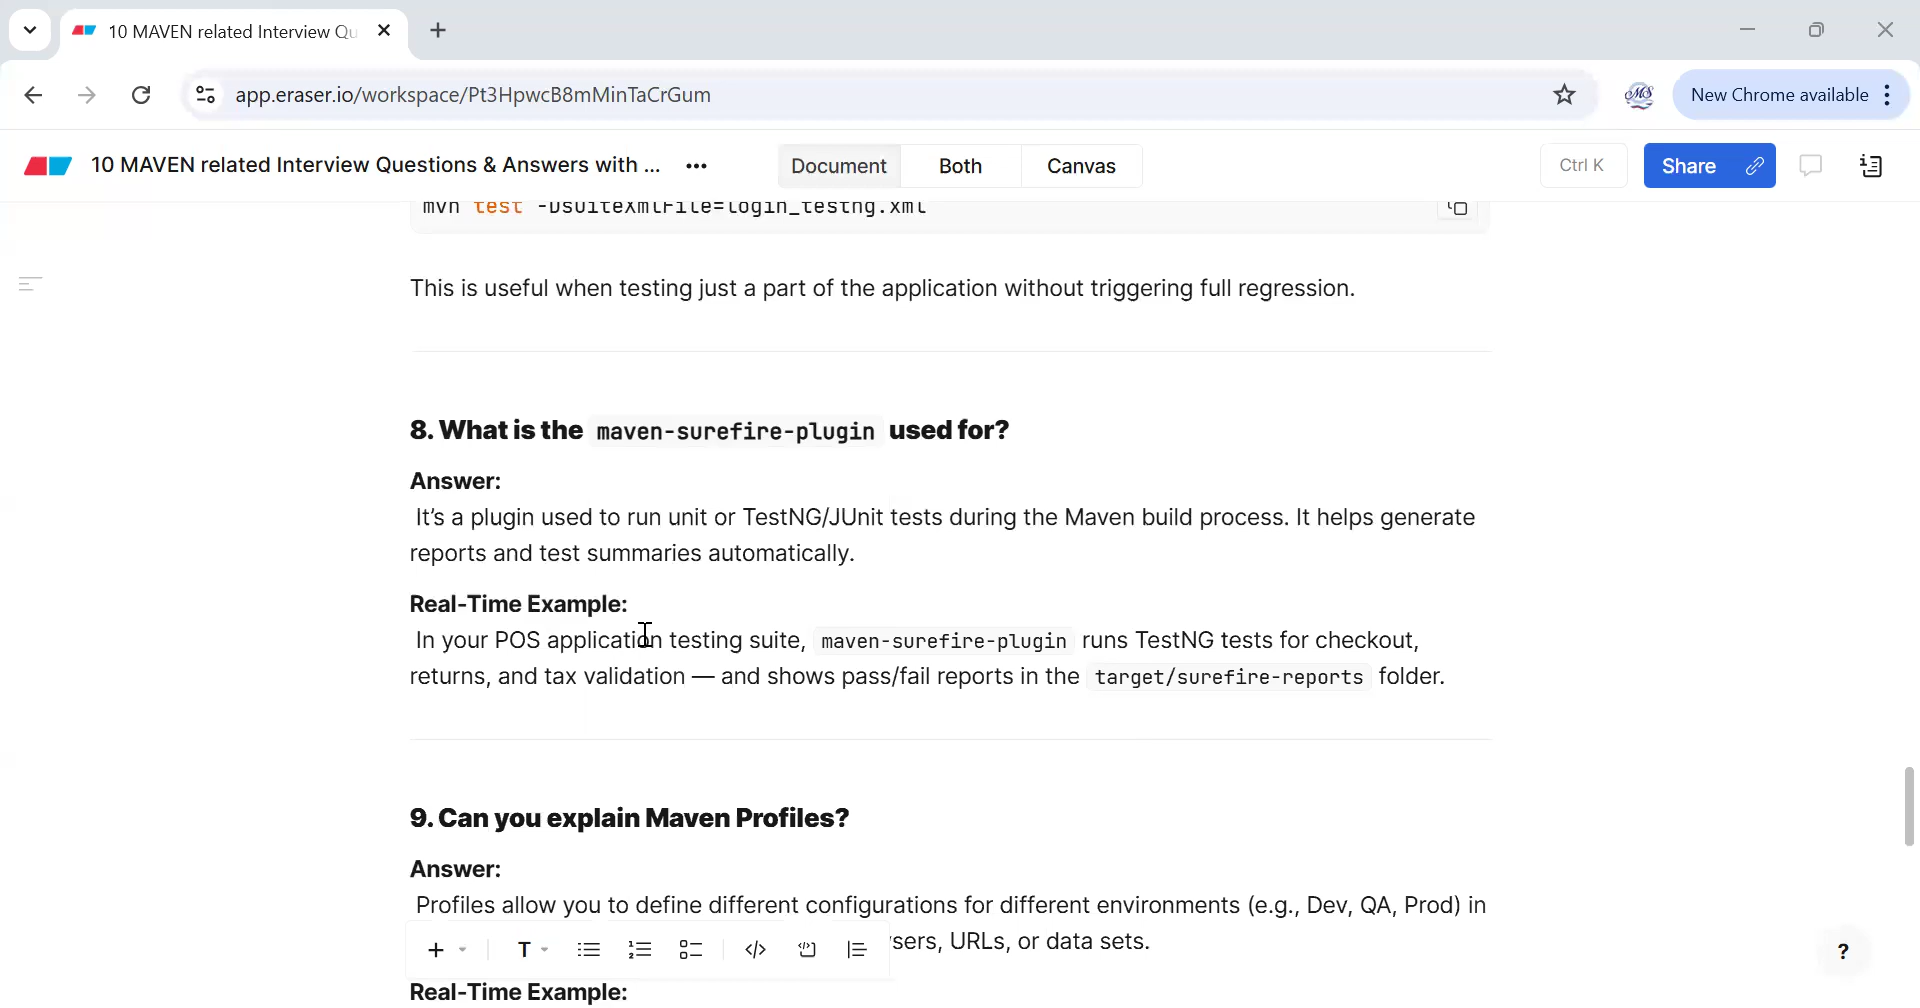 10 MAVEN related Interview Qu
app.eraser.io/workspace/Pt3HpwcB8mMinTaCrGum
New Chrome available
10 MAVEN related Interview Questions & Answers with ...
Document
Both
Canvas
Ctrl K
Share
mvn test -DsuiteXmlFile=login_testng.xml
This is useful when testing just a part of the application without triggering full regression.
8. What is the maven-surefire-plugin used for?
Answer:
It’s a plugin used to run unit or TestNG/JUnit tests during the Maven build process. It helps generate
reports and test summaries automatically.
Real-Time Example:
In your POS application testing suite, maven-surefire-plugin runs TestNG tests for checkout,
returns, and tax validation — and shows pass/fail reports in the target/surefire-reports folder.
9. Can you explain Maven Profiles?
Answer:
Profiles allow you to define different configurations for different environments (e.g., Dev, QA, Prod) in
sers, URLs, or data sets.
T
?
Real-Time Example: